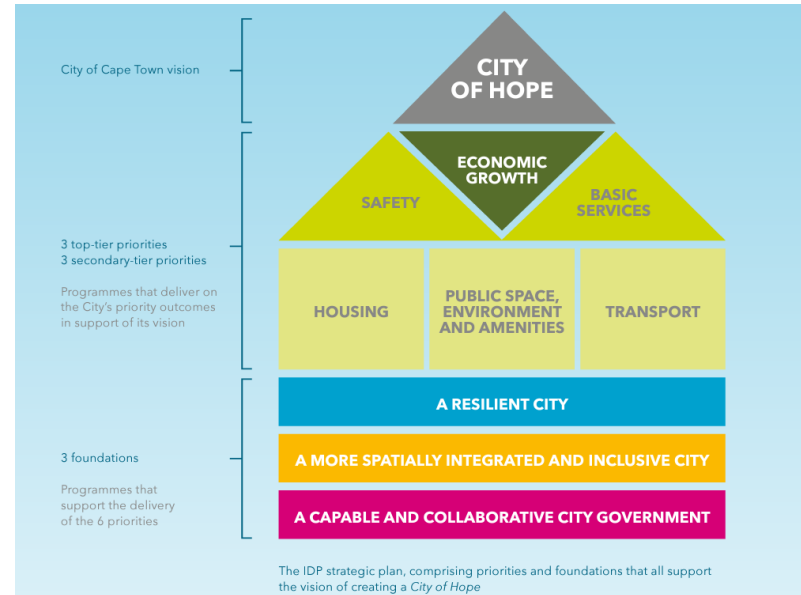 City of Cape Town vision
CITY
OF HOPE
ECONOMIC
GROWTH
SAFETY
BASIC
SERVICES
3 top-tier priorities
3 secondary-tier priorities
Programmes that deliver on
the City's priority outcomes
in support of its vision
HOUSING
PUBLIC SPACE,
ENVIRONMENT
AND AMENITIES
TRANSPORT
A RESILIENT CITY
3 foundations
Programmes that
support the delivery
of the 6 priorities
A MORE SPATIALLY INTEGRATED AND INCLUSIVE CITY
A CAPABLE AND COLLABORATIVE CITY GOVERNMENT
The IDP strategic plan, comprising priorities and foundations that all support
the vision of creating a City of Hope